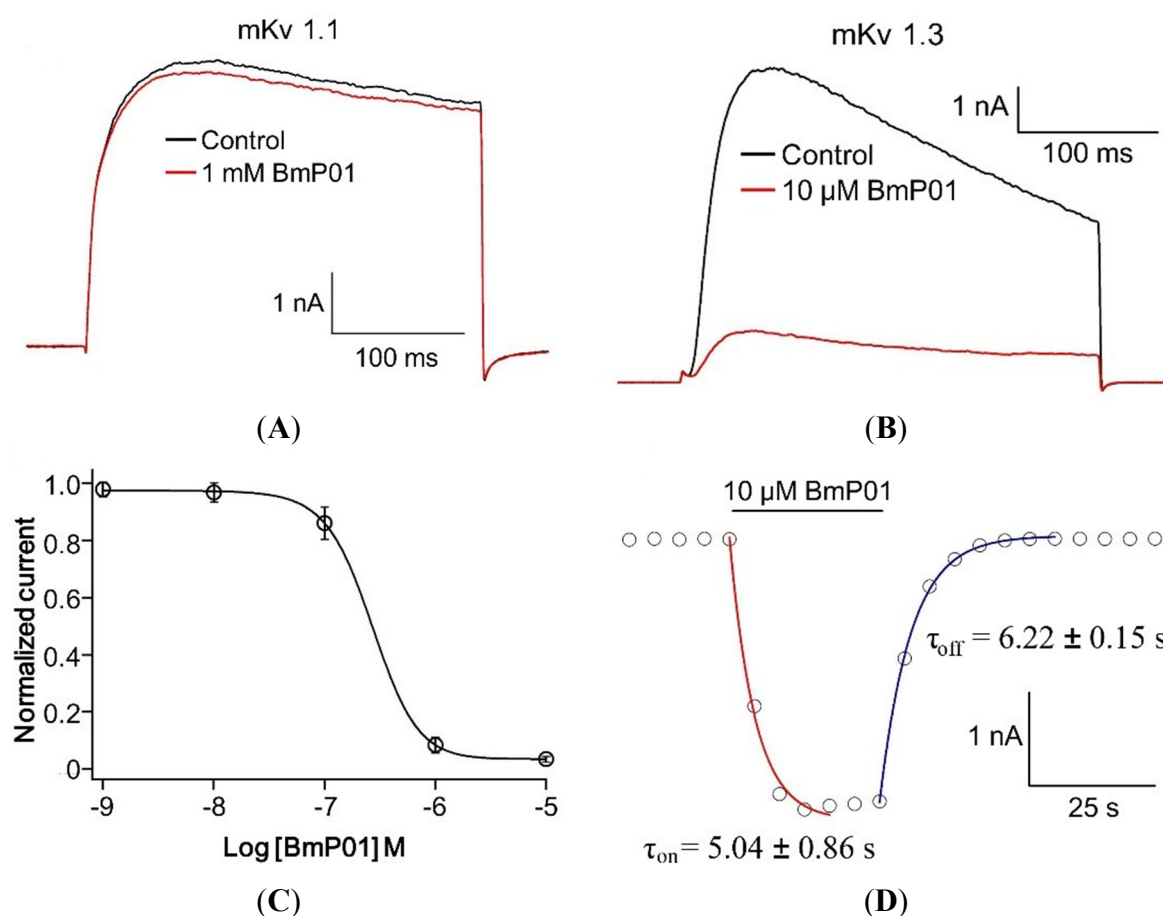 mKv 1.1
Control
1 mM BmP01
1 nA
100 ms
(A)
mKv 1.3
1 nA
100 ms
Control
10 µM BmP01
(B)
Normalized current
1.0
0.8
0.6
0.4
0.2
0
-9 -8 -7 -6 -5
Log [BmP01] M
(C)
10 µM BmP01
τoff = 6.22 ± 0.15 s
1 nA
25 s
τon = 5.04 ± 0.86 s
(D)